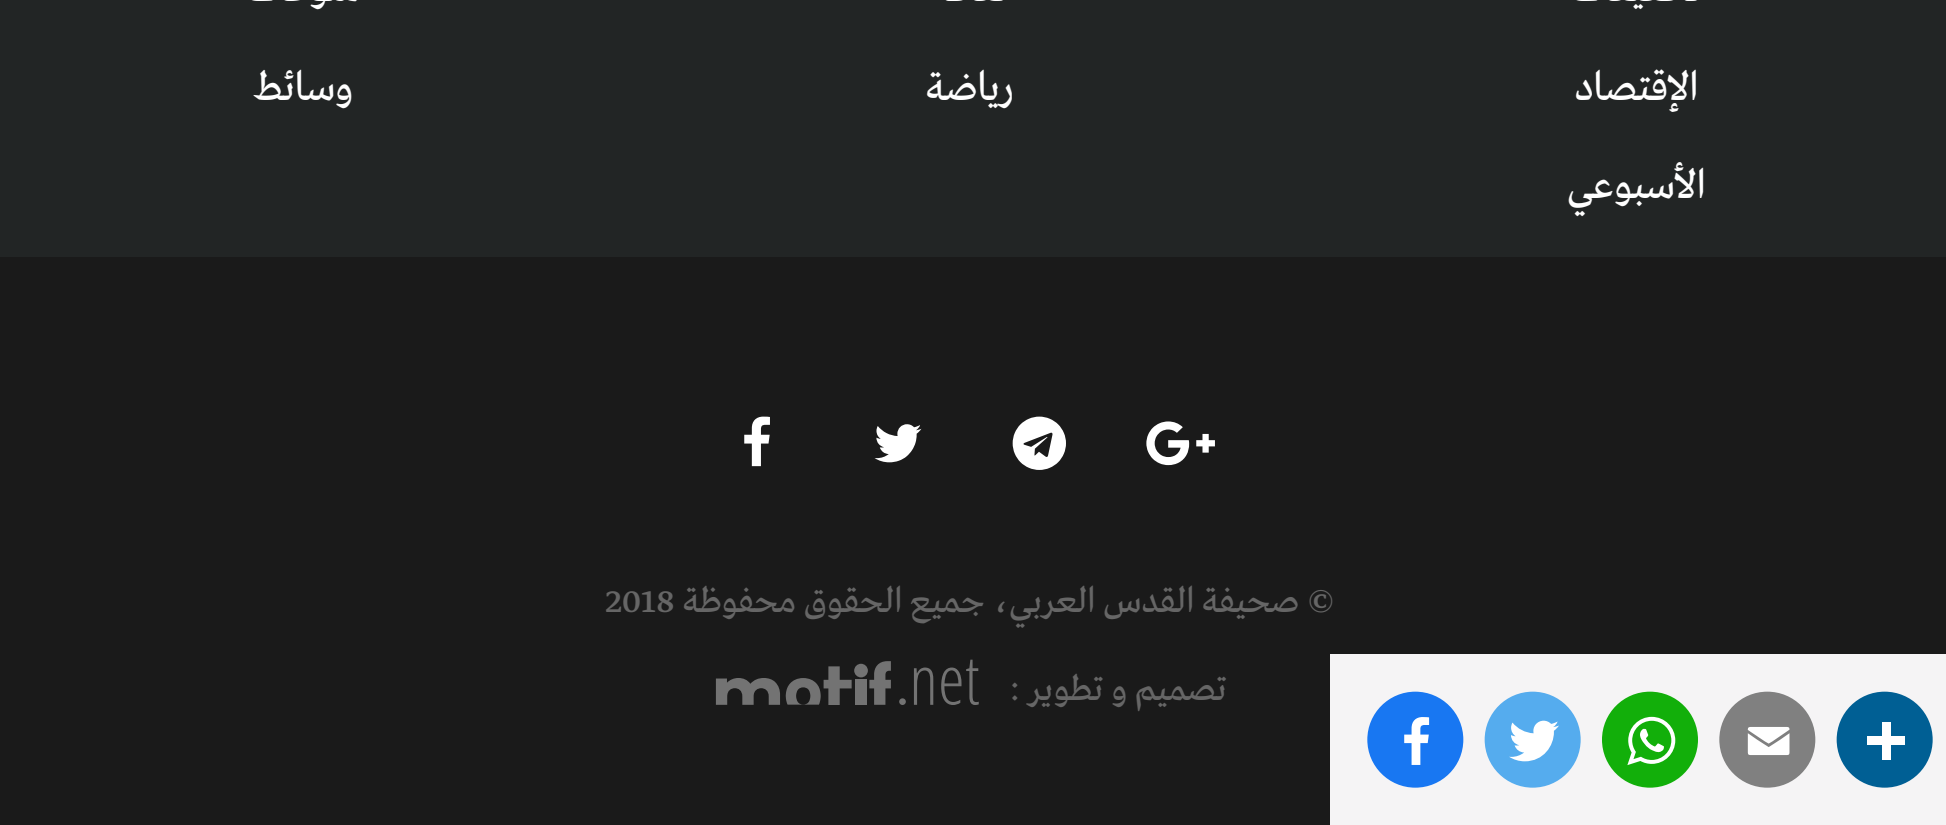 الإقتصاد رياضة وسائط
الأسبوعي
© صحيفة القدس العربي، جميع الحقوق محفوظة 2018
تصميم و تطوير : motif.net